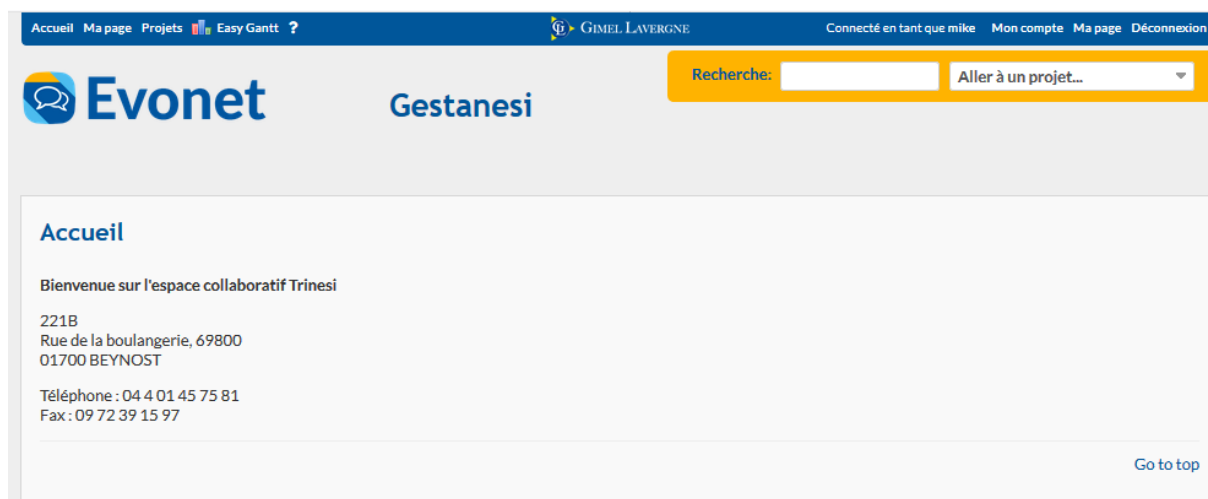 Accueil Ma page Projets Easy Gantt ? GIMEL LAVERGNE Connecté en tant que mike Mon compte Ma page Déconnexion
Evonet Gestanesi Recherche: Aller à un projet...
Accueil
Bienvenue sur l'espace collaboratif Trinesi
221B
Rue de la boulangerie, 69800
01700 BEYNOST
Téléphone : 04 4 01 45 75 81
Fax : 09 72 39 15 97
Go to top